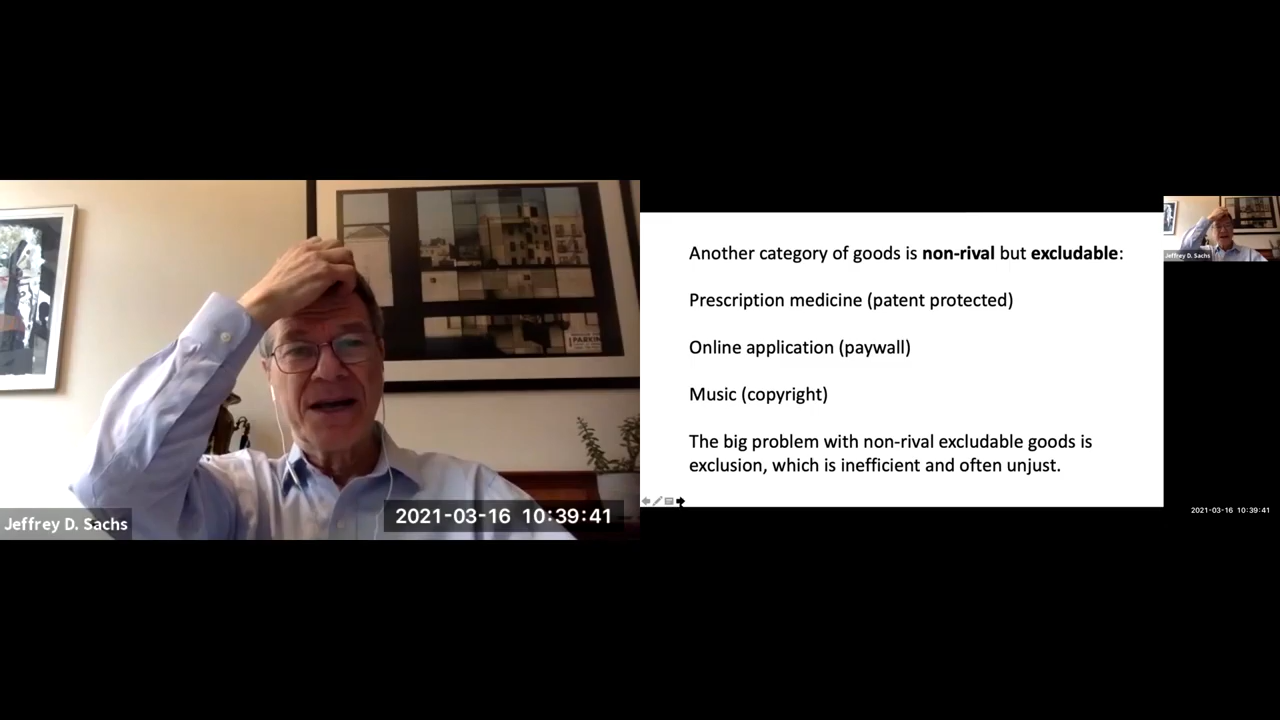 PARKIN
Jeffrey D. Sachs
2021-03-16 10:39:41
Another category of goods is non-rival but excludable:
Prescription medicine (patent protected)
Online application (paywall)
Music (copyright)
The big problem with non-rival excludable goods is
exclusion, which is inefficient and often unjust.
Jeffrey D. Sachs
2021-03-16 10:39:41